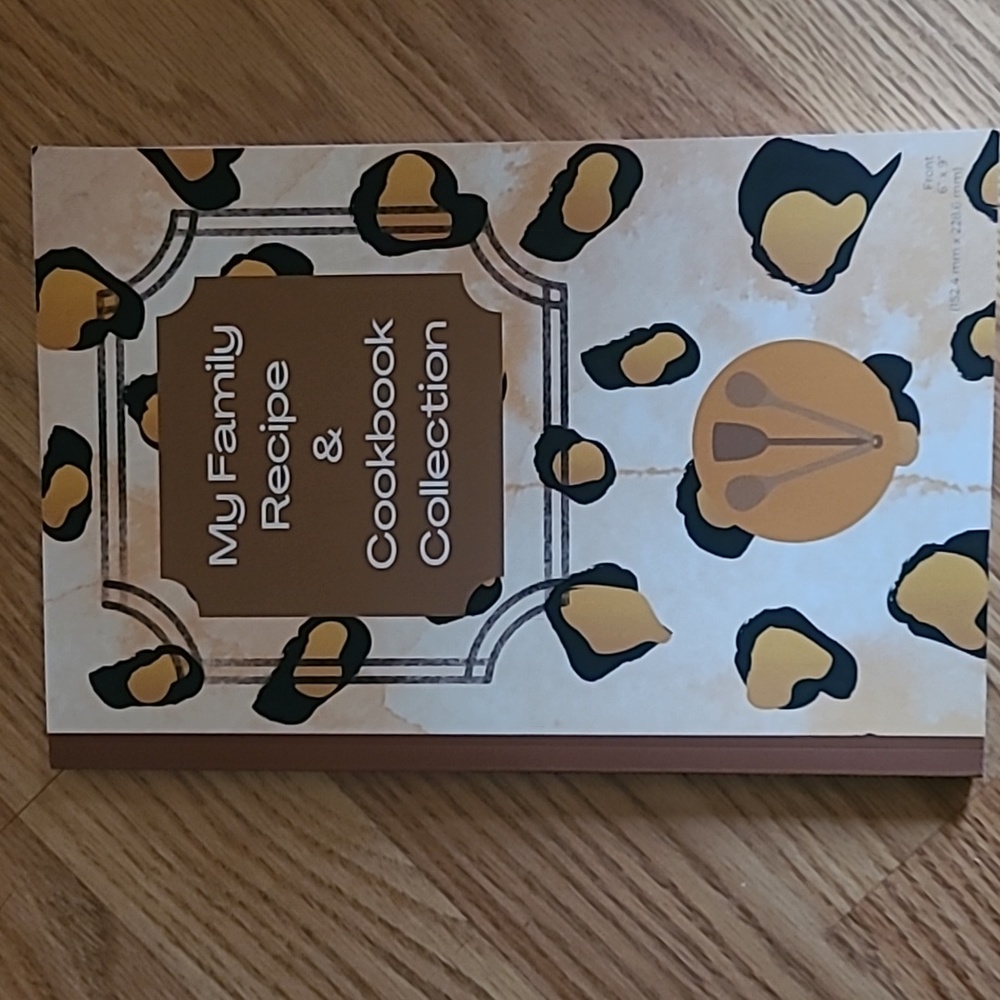 My Family
Recipe
&
Cookbook
Collection
Front
6" x 9"
(152.4 mm x 228.6 mm)